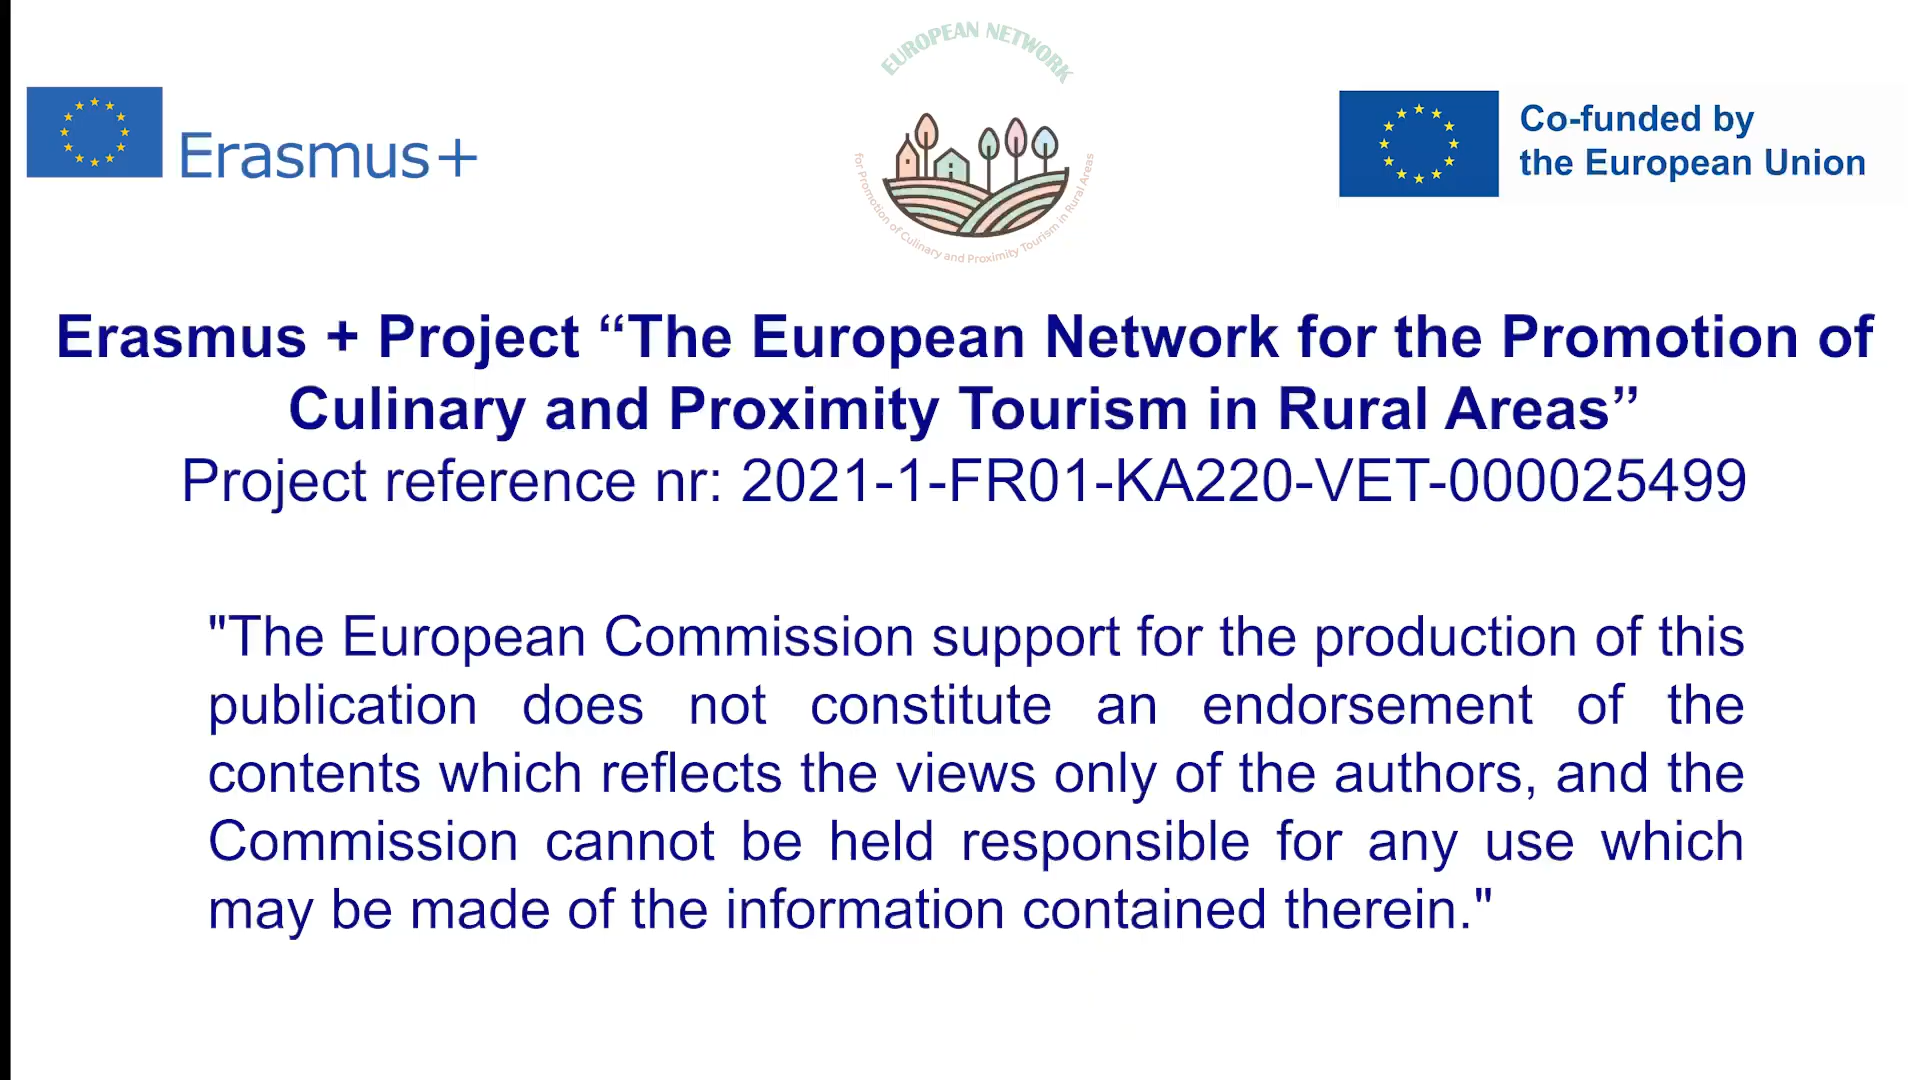 EUROPEAN NETWORK
Erasmus+
for Promotion of Culinary and Proximity Tourism in Rural Areas
Co-funded by
the European Union
Erasmus + Project “The European Network for the Promotion of
Culinary and Proximity Tourism in Rural Areas”
Project reference nr: 2021-1-FR01-KA220-VET-000025499
"The European Commission support for the production of this
publication does not constitute an endorsement of the
contents which reflects the views only of the authors, and the
Commission cannot be held responsible for any use which
may be made of the information contained therein."